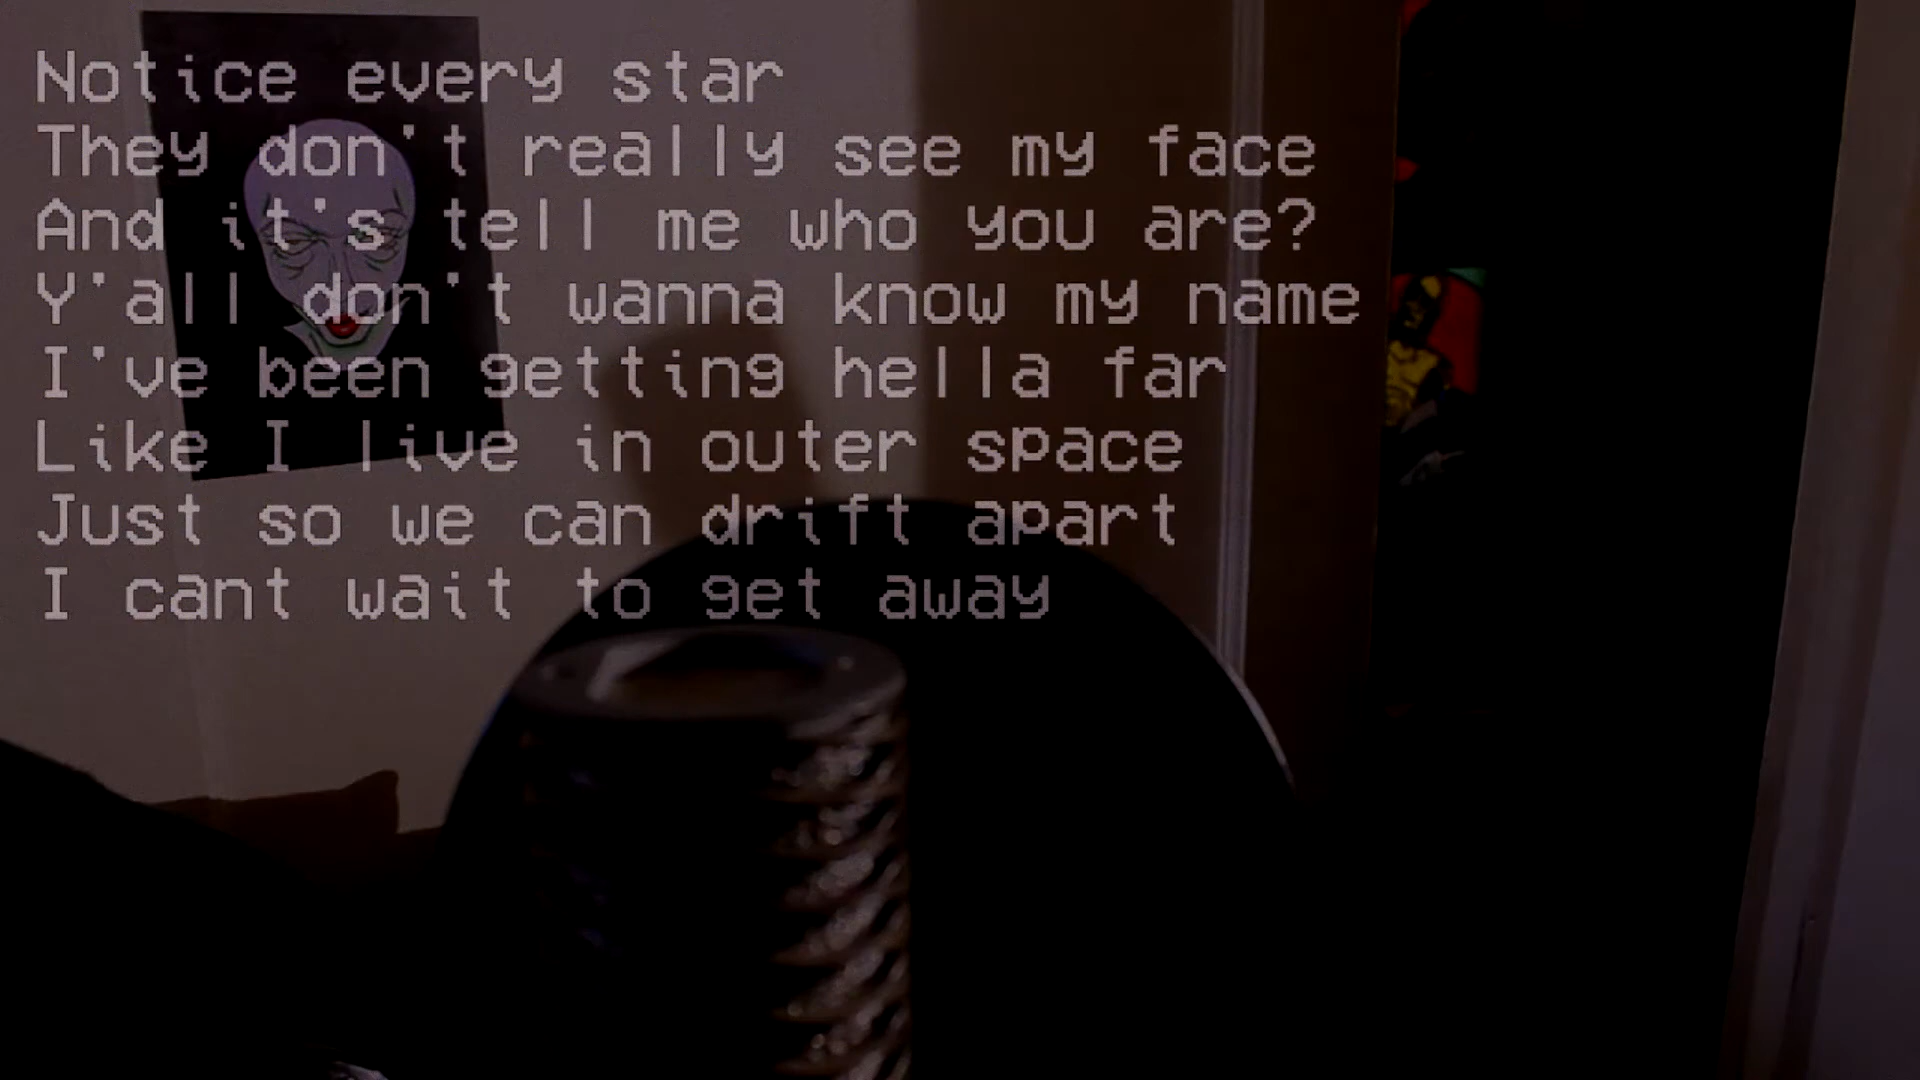 Notice every star
They don't really see my face
And it's tell me who you are?
Y'all don't wanna know my name
I've been getting hella far
Like I live in outer space
Just so we can drift apart
I cant wait to get away